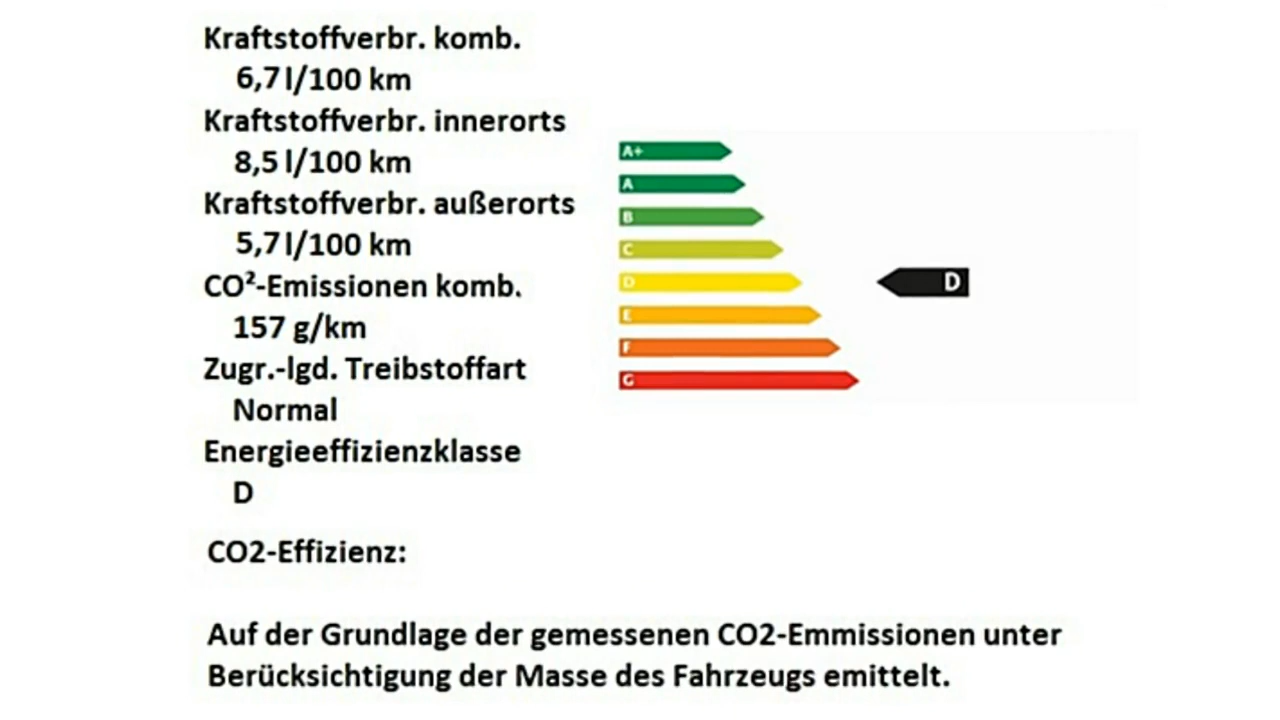 Kraftstoffverbr. komb.
6,7 l/100 km
Kraftstoffverbr. innerorts
8,5 l/100 km
Kraftstoffverbr. außerorts
5,7 l/100 km
CO²-Emissionen komb.
157 g/km
Zugr.-lgd. Treibstoffart
Normal
Energieeffizienzklasse
D
A+
A
B
C
D
D
E
F
G
CO2-Effizienz:
Auf der Grundlage der gemessenen CO2-Emmissionen unter
Berücksichtigung der Masse des Fahrzeugs emittelt.